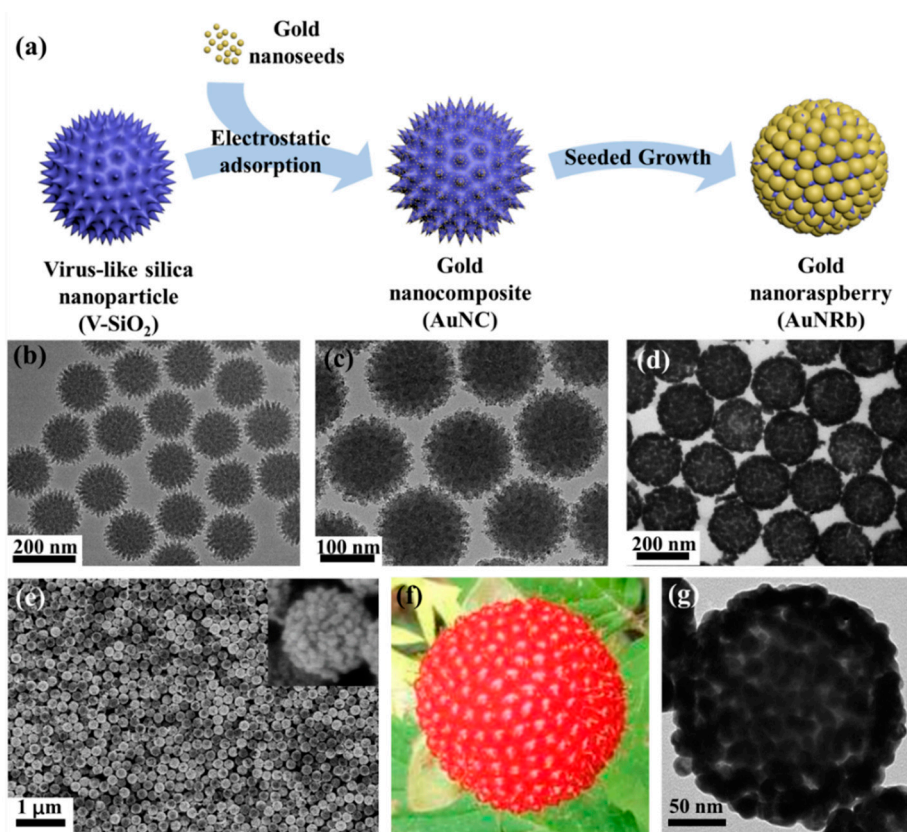 (a)
Gold
nanoseeds
Electrostatic
adsorption
Seeded Growth
Virus-like silica
nanoparticle
(V-SiO₂)
Gold
nanocomposite
(AuNC)
Gold
nanoraspberry
(AuNRb)
(b)
200 nm
(c)
100 nm
(d)
200 nm
(e)
1 μm
(f)
(g)
50 nm